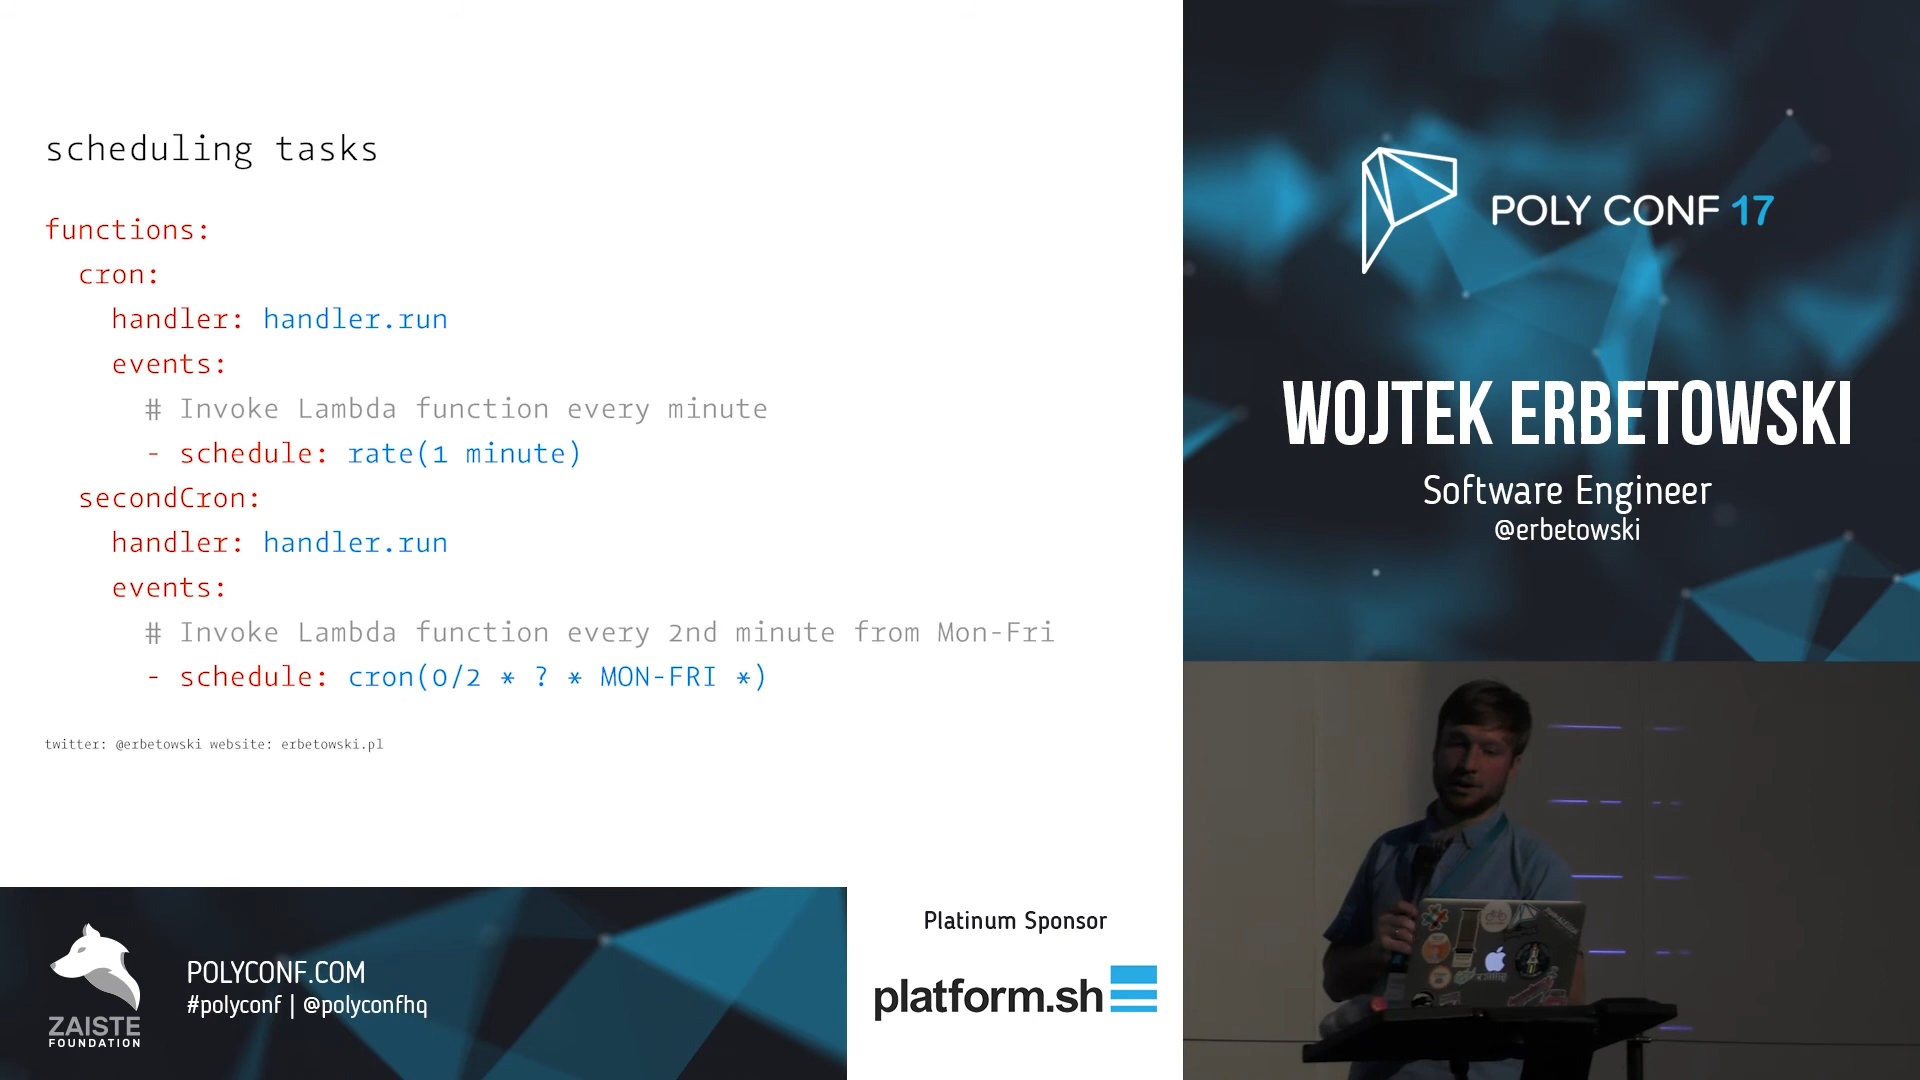 scheduling tasks
functions:
cron:
handler: handler.run
events:
# Invoke Lambda function every minute
- schedule: rate(1 minute)
secondCron:
handler: handler.run
events:
# Invoke Lambda function every 2nd minute from Mon-Fri
- schedule: cron(0/2 * ? * MON-FRI *)
twitter: @erbetowski website: erbetowski.pl
POLY CONF 17
WOJTEK ERBETOWSKI
Software Engineer
@erbetowski
ZAISTE
FOUNDATION
POLYCONF.COM
#polyconf | @polyconfhq
Platinum Sponsor
platform.sh